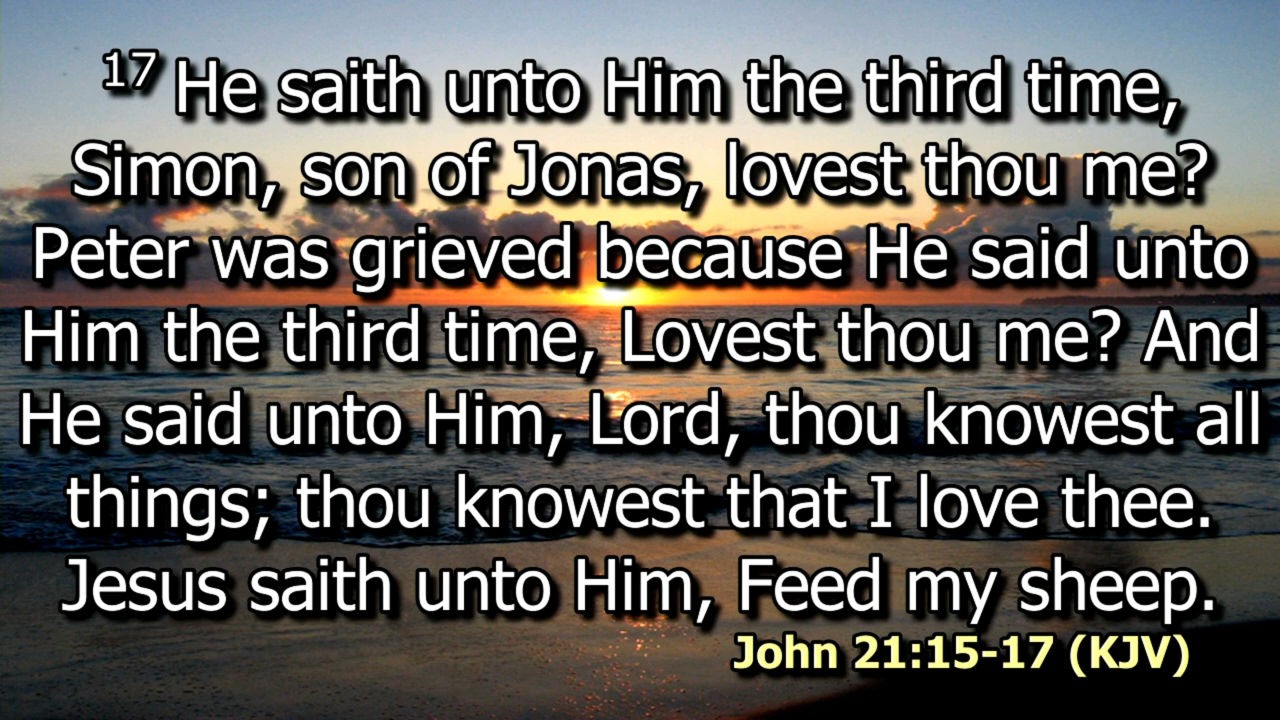 17 He saith unto Him the third time,
Simon, son of Jonas, lovest thou me?
Peter was grieved because He said unto
Him the third time, Lovest thou me? And
He said unto Him, Lord, thou knowest all
things; thou knowest that I love thee.
Jesus saith unto Him, Feed my sheep.
John 21:15-17 (KJV)